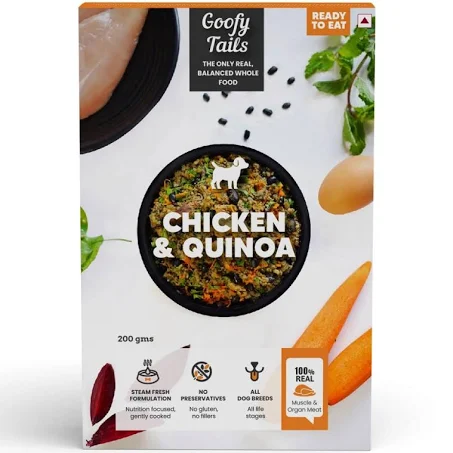 Goofy
Tails
THE ONLY REAL,
BALANCED WHOLE
FOOD
READY
TO EAT
CHICKEN
& QUINOA
200 gms
STEAM FRESH
FORMULATION
Nutrition focused,
gently cooked
NO
PRESERVATIVES
No gluten,
no fillers
ALL
DOG BREEDS
All life
stages
100%
REAL
Muscle &
Organ Meat